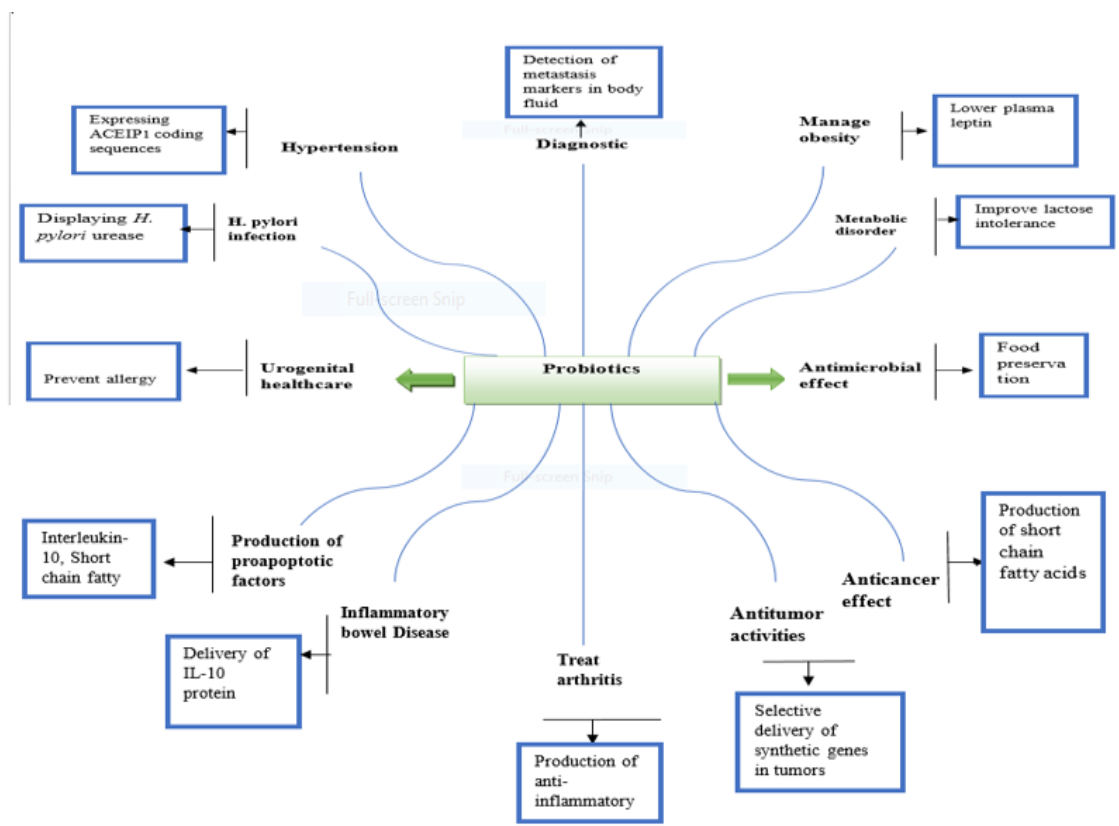 Detection of
metastasis
markers in body
fluid
Full-screen Snip
Diagnostic
Expressing
ACEIP1 coding
sequences
Hypertension
Manage
obesity
Lower plasma
leptin
Displaying H.
pylori urease
H. pylori
infection
Metabolic
disorder
Improve lactose
intolerance
Full-screen Snip
Prevent allergy
Urogenital
healthcare
Probiotics
Antimicrobial
effect
Food
preserva
tion
Full-screen Snip
Interleukin-
10, Short
chain fatty
Production of
proapoptotic
factors
Production
of short
chain
fatty acids
Anticancer
effect
Inflammatory
bowel Disease
Delivery of
IL-10
protein
Antitumor
activities
Treat
arthritis
Selective
delivery of
synthetic genes
in tumors
Production of
anti-
inflammatory